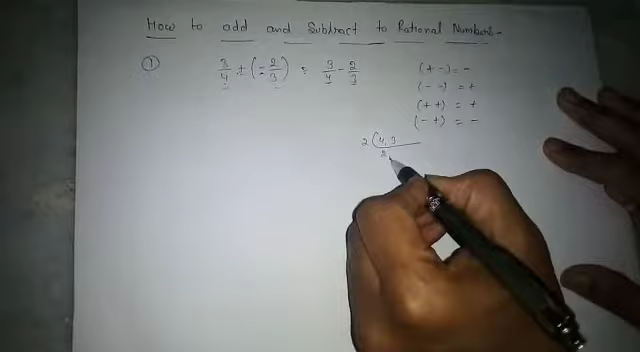 How to add and Subtract to Rational Numbers-
① 3/4 + (-2/3) = 3/4 - 2/3
(+ -) = -
(- -) = +
(+ +) = +
(- +) = -
2 (4, 3
2,